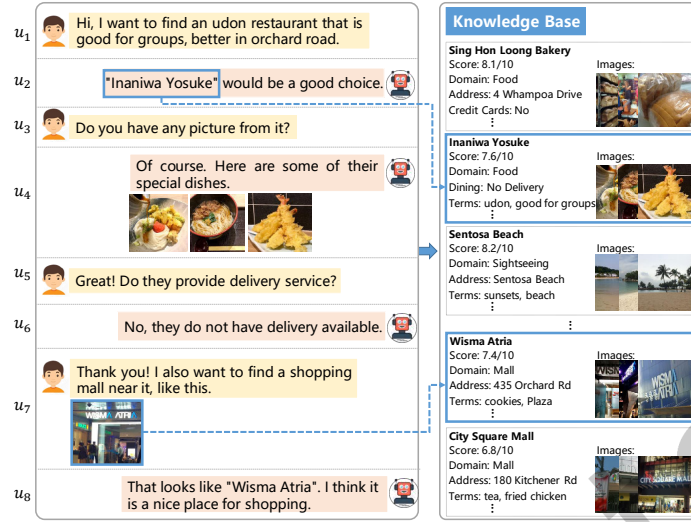 u1
Hi, I want to find an udon restaurant that is
good for groups, better in orchard road.
u2
"Inaniwa Yosuke" would be a good choice.
u3
Do you have any picture from it?
u4
Of course. Here are some of their
special dishes.
u5
Great! Do they provide delivery service?
u6
No, they do not have delivery available.
u7
Thank you! I also want to find a shopping
mall near it, like this.
WISMA ATRIA
u8
That looks like "Wisma Atria". I think it
is a nice place for shopping.
Knowledge Base
Sing Hon Loong Bakery
Score: 8.1/10
Images:
Domain: Food
Address: 4 Whampoa Drive
Credit Cards: No
⋮
Inaniwa Yosuke
Score: 7.6/10
Images:
Domain: Food
Dining: No Delivery
Terms: udon, good for groups
⋮
Sentosa Beach
Score: 8.2/10
Images:
Domain: Sightseeing
Address: Sentosa Beach
Terms: sunsets, beach
⋮
⋮
Wisma Atria
Score: 7.4/10
Images:
Domain: Mall
Address: 435 Orchard Rd
Terms: cookies, Plaza
⋮
WISMA
ATRIA
City Square Mall
Score: 6.8/10
Images:
Domain: Mall
Address: 180 Kitchener Rd
Terms: tea, fried chicken
⋮
CITY SQUARE MALL